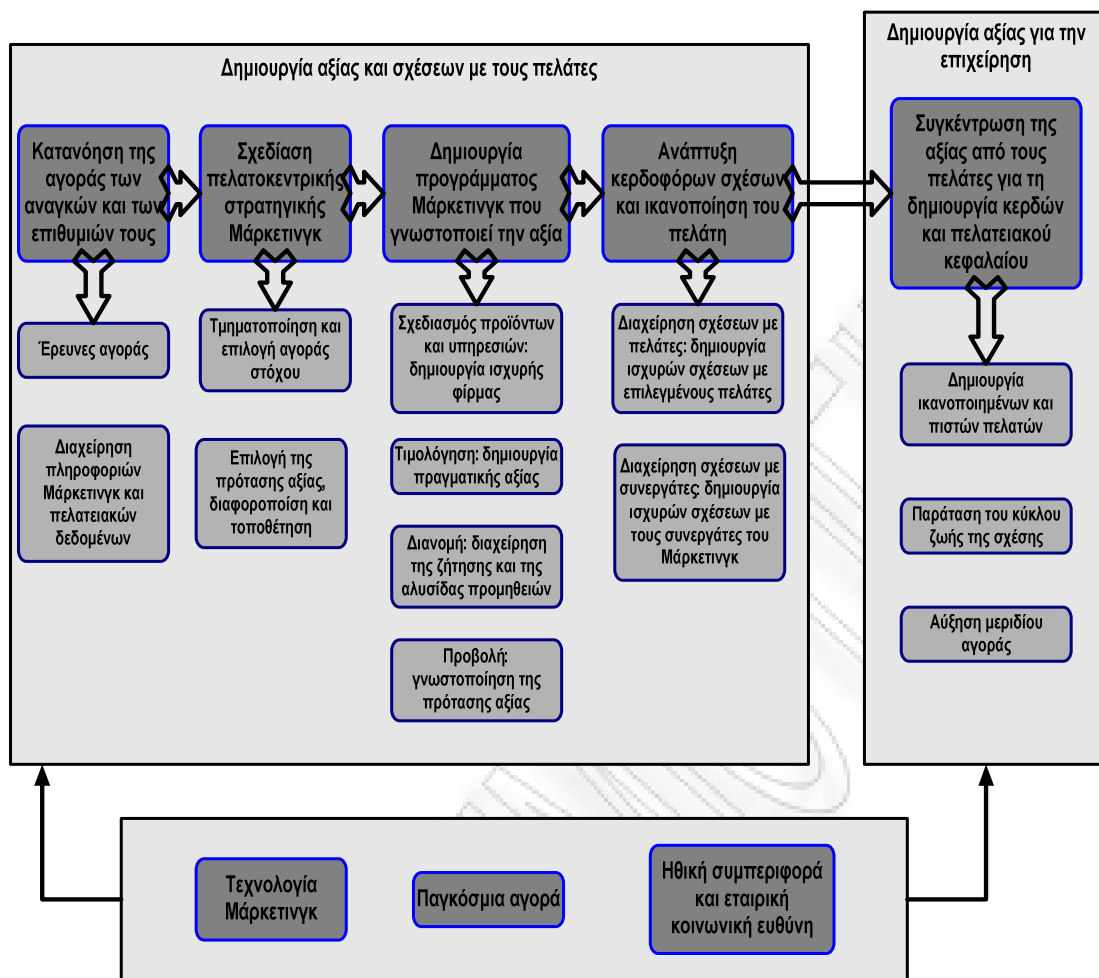 Δημιουργία αξίας και σχέσεων με τους πελάτες
Κατανόηση της
αγοράς των
αναγκών και των
επιθυμιών τους
Σχεδίαση
πελατοκεντρικής
στρατηγικής
Μάρκετινγκ
Δημιουργία
προγράμματος
Μάρκετινγκ που
γνωστοποιεί την αξία
Ανάπτυξη
κερδοφόρων σχέσων
και ικανοποίηση του
πελάτη
Έρευνες αγοράς
Διαχείρηση
πληροφοριών
Μάρκετινγκ και
πελατειακών
δεδομένων
Τμηματοποίηση και
επιλογή αγοράς
στόχου
Επιλογή της
πρότασης αξίας,
διαφοροποίση και
τοποθέτηση
Σχεδιασμός προϊόντων
και υπηρεσιών:
δημιουργία ισχυρής
φίρμας
Τιμολόγηση: δημιουργία
πραγματικής αξίας
Διανομή: διαχείρηση
της ζήτησης και της
αλυσίδας προμηθειών
Προβολή:
γνωστοποίηση της
πρότασης αξίας
Διαχείρηση σχέσεων με
πελάτες: δημιουργία
ισχυρών σχέσεων με
επιλεγμένους πελάτες
Διαχείρηση σχέσεων με
συνεργάτες: δημιουργία
ισχυρών σχέσεων με
τους συνεργάτες του
Μάρκετινγκ
Δημιουργία αξίας για την
επιχείρηση
Συγκέντρωση της
αξίας από τους
πελάτες για τη
δημιουργία κερδών
και πελατειακού
κεφαλαίου
Δημιουργία
ικανοποιημένων και
πιστών πελατών
Παράταση του κύκλου
ζωής της σχέσης
Αύξηση μεριδίου
αγοράς
Τεχνολογία
Μάρκετινγκ
Παγκόσμια αγορά
Ηθική συμπεριφορά
και εταιρική
κοινωνική ευθύνη